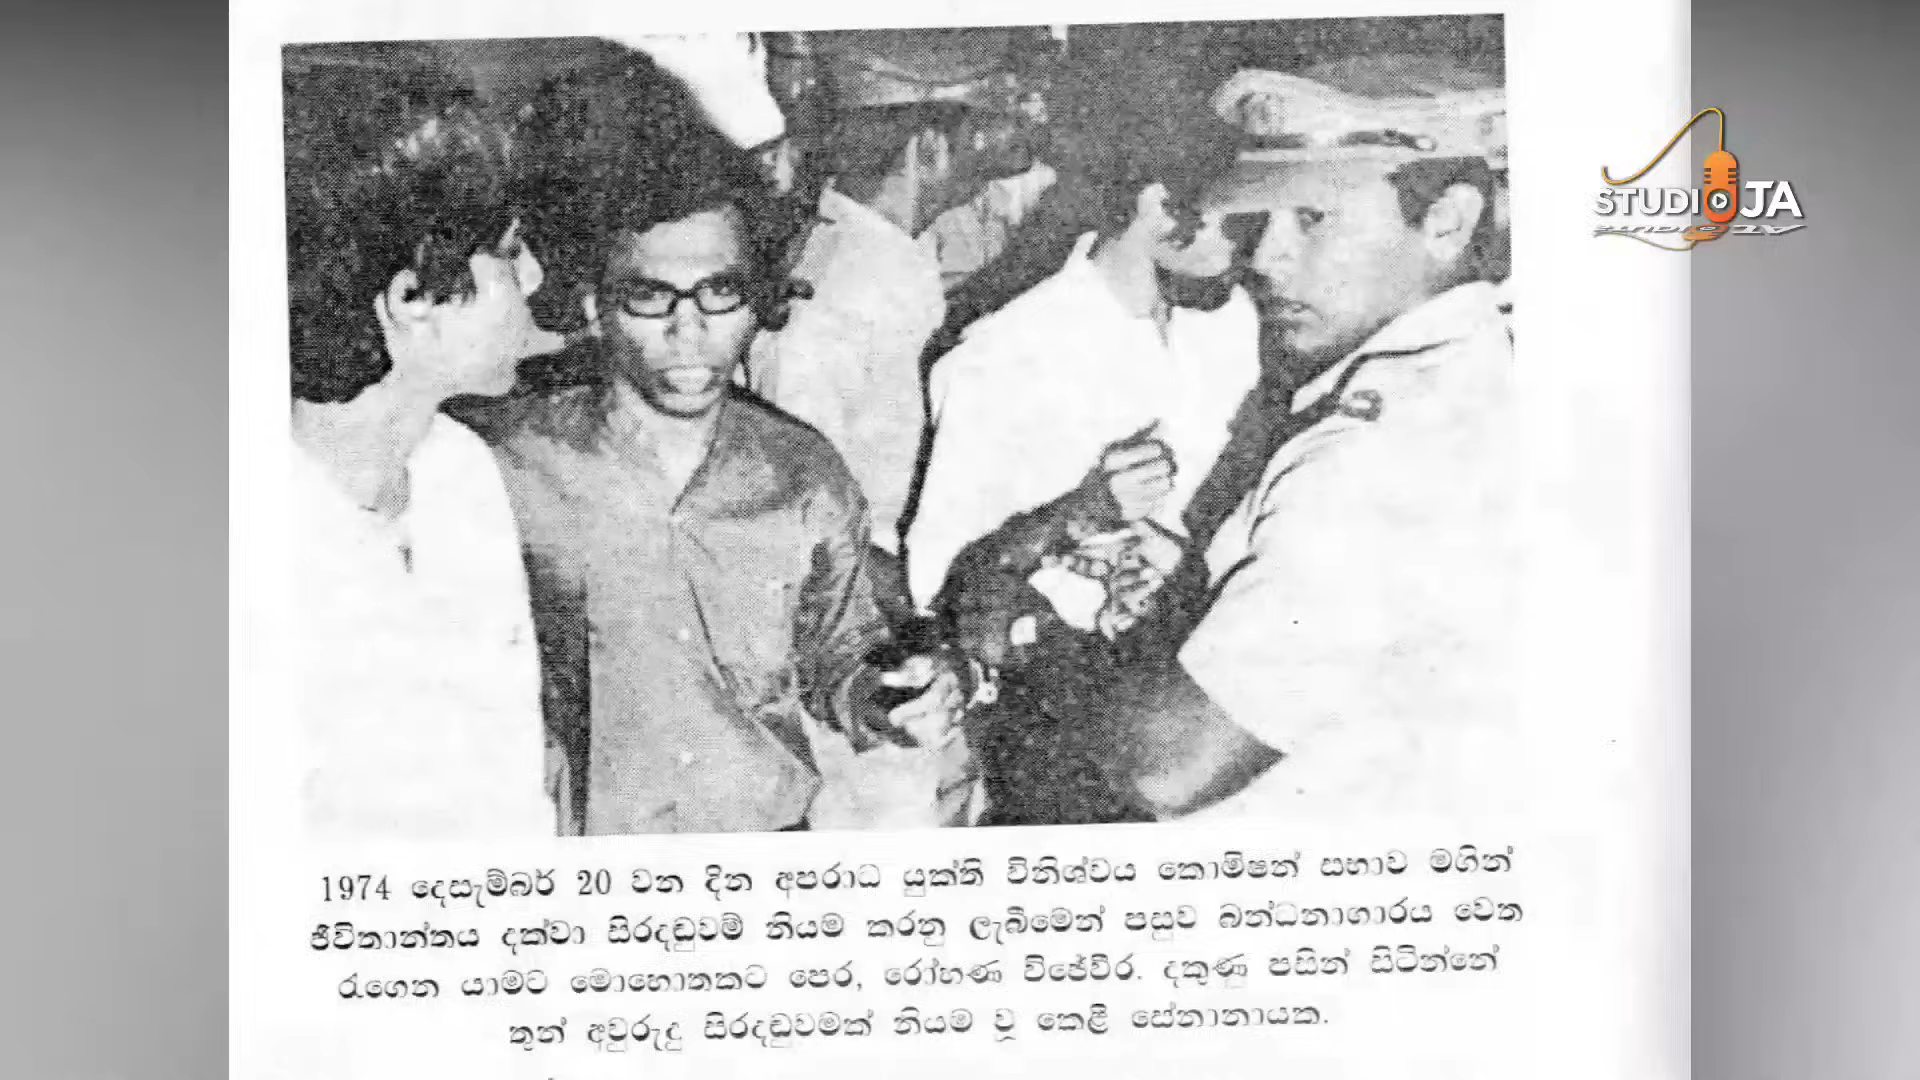 STUDIO JA
1974 දෙසැම්බර් 20 වන දින අපරාධ යුක්ති විනිශ්චය කොමිෂන් සභාව මගින්
ජීවිතාන්තය දක්වා සිරදඬුවම් නියම කරනු ලැබීමෙන් පසුව බන්ධනාගාරය වෙත
රැගෙන යාමට මොහොතකට පෙර, රෝහණ විජේවීර. දකුණු පසින් සිටින්නේ
තුන් අවුරුදු සිරදඬුවමක් නියම වූ කෙළී සේනානායක.